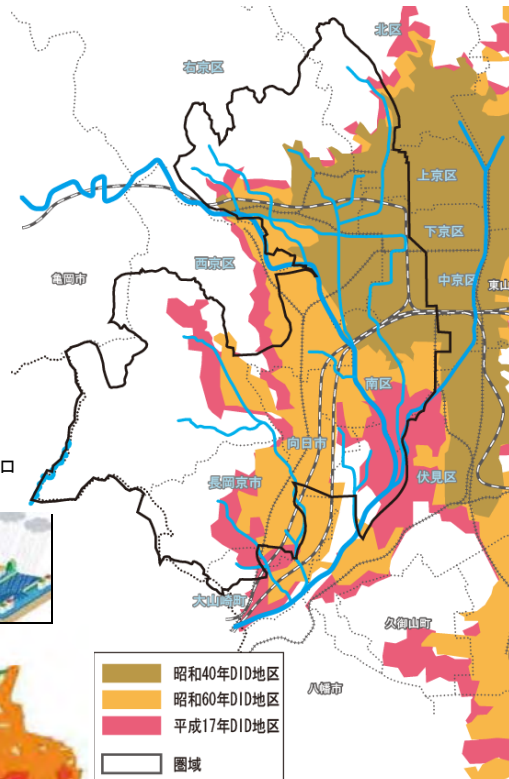 北区
右京区
上京区
下京区
西京区
中京区
亀岡市
東山
南区
口
向日市
長岡京市
伏見区
大山崎町
久御山町
八幡市
昭和40年DID地区
昭和60年DID地区
平成17年DID地区
圏域